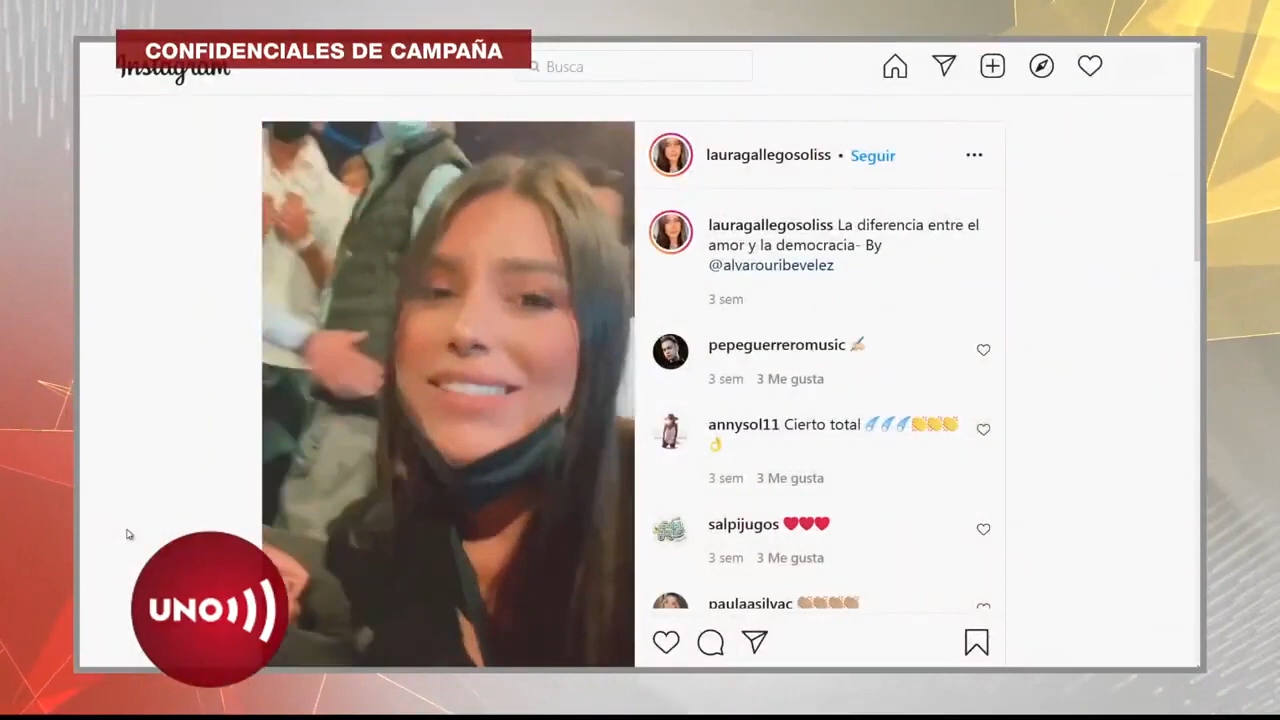 CONFIDENCIALES DE CAMPAÑA
Instagram
Busca
lauragallegosoliss • Seguir
lauragallegosoliss La diferencia entre el
amor y la democracia- By
@alvarouribevelez
3 sem
pepeguerreromusic ✍🏼
3 sem 3 Me gusta
annysol11 Cierto total
3 sem 3 Me gusta
salpijugos ❤❤❤
3 sem 3 Me gusta
paulaasilvac
UNO